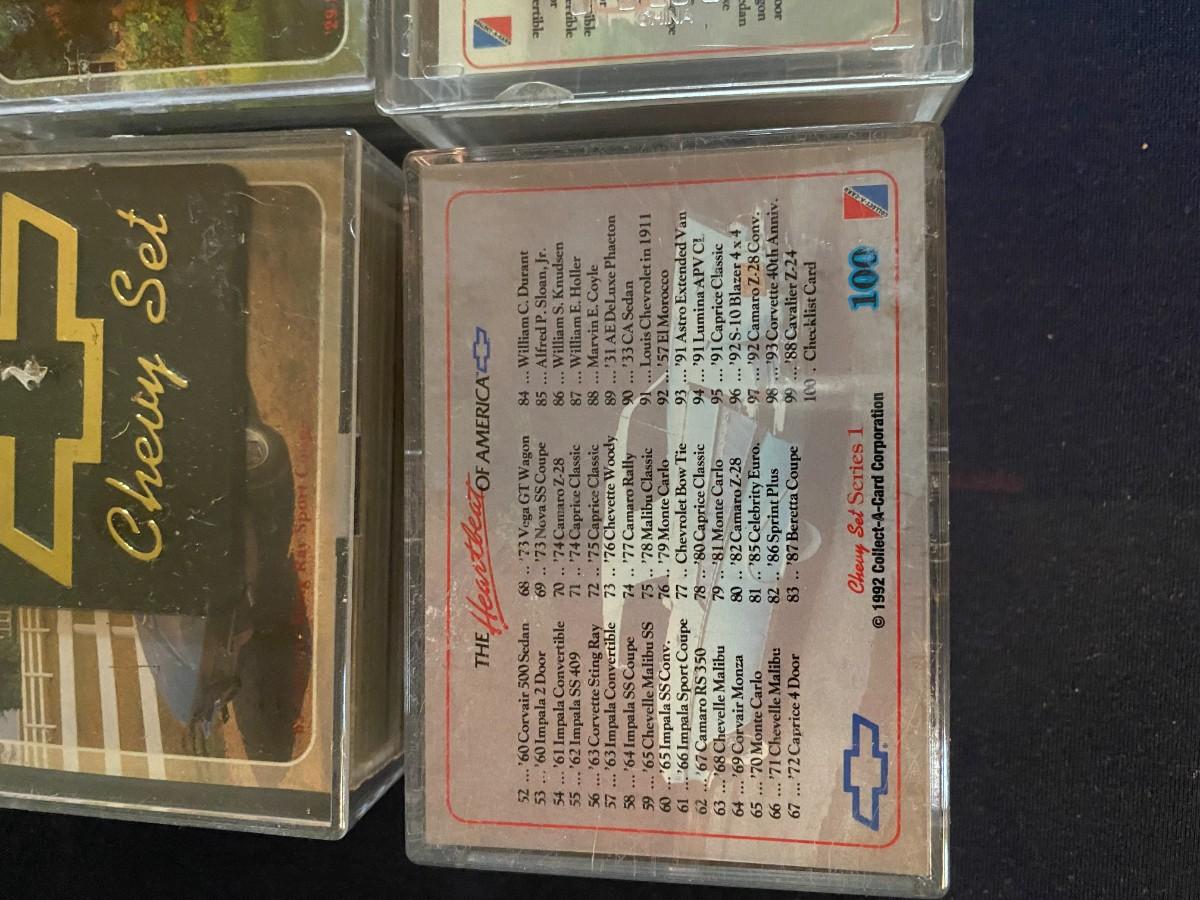 THE Heartbeat OF AMERICA
52 ... '60 Corvair 500 Sedan
53 ... '60 Impala 2 Door
54 ... '61 Impala Convertible
55 ... '62 Impala SS 409
56 ... '63 Corvette Sting Ray
57 ... '63 Impala Convertible
58 ... '64 Impala SS Coupe
59 ... '65 Chevelle Malibu SS
60 ... '65 Impala SS Conv.
61 ... '66 Impala Sport Coupe
62 ... '67 Camaro RS 350
63 ... '68 Chevelle Malibu
64 ... '69 Corvair Monza
65 ... '70 Monte Carlo
66 ... '71 Chevelle Malibu
67 ... '72 Caprice 4 Door
68 .. '73 Vega GT Wagon
69 .. '73 Nova SS Coupe
70 .. '74 Camaro Z-28
71 .. '74 Caprice Classic
72 .. '75 Caprice Classic
73 .. '76 Chevette Woody
74 .. '77 Camaro Rally
75 .. '78 Malibu Classic
76 .. '79 Monte Carlo
77 .. Chevrolet Bow Tie
78 .. '80 Caprice Classic
79 .. '81 Monte Carlo
80 .. '82 Camaro Z-28
81 .. '85 Celebrity Euro.
82 .. '86 Sprint Plus
83 .. '87 Beretta Coupe
84 ... William C. Durant
85 ... Alfred P. Sloan, Jr.
86 ... William S. Knudsen
87 ... William E. Holler
88 ... Marvin E. Coyle
89 ... '31 AE DeLuxe Phaeton
90 ... '33 CA Sedan
91 ... Louis Chevrolet in 1911
92 ... '57 El Morocco
93 ... '91 Astro Extended Van
94 ... '91 Lumina APV CL
95 ... '91 Caprice Classic
96 ... '92 S-10 Blazer 4 x 4
97 ... '92 Camaro Z-28 Conv.
98 ... '93 Corvette 40th Anniv.
99 ... '88 Cavalier Z-24
100 . Checklist Card
Chevy Set Series 1
© 1992 Collect-A-Card Corporation
100
Chevy Set
Ray Sport Coupe
'29
CHINA